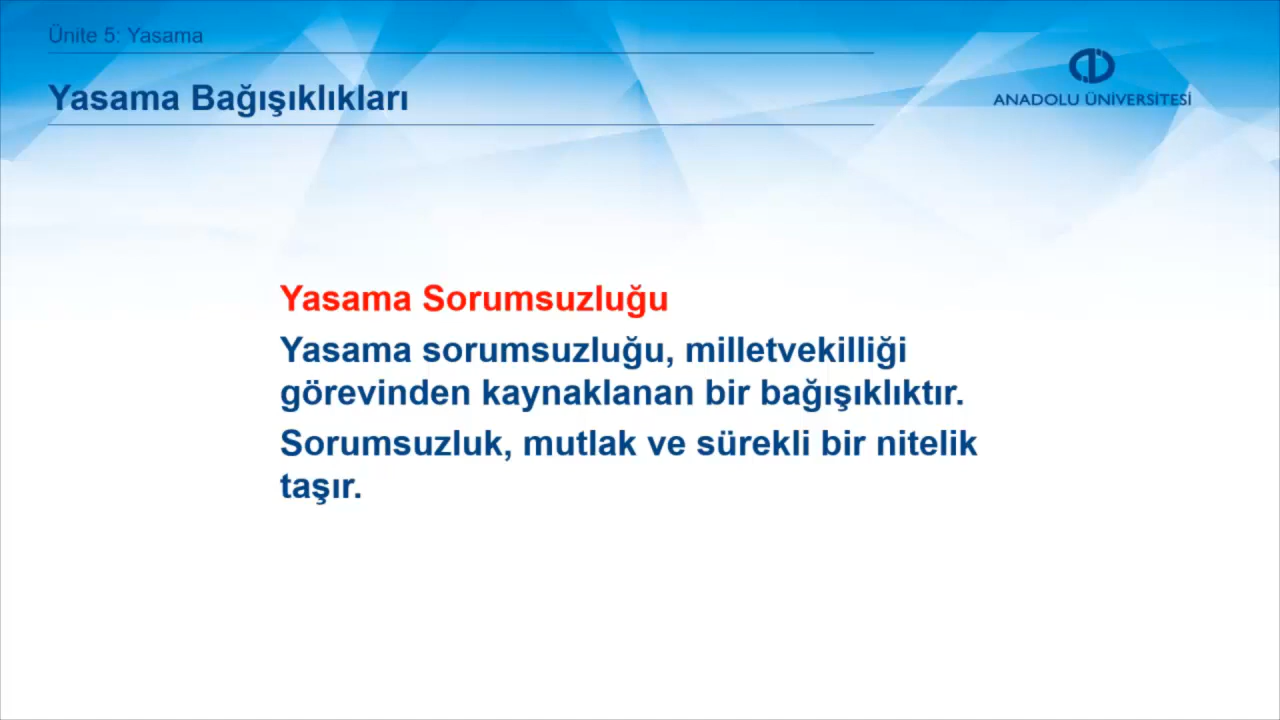 Ünite 5: Yasama
Yasama Bağışıklıkları
ANADOLU ÜNİVERSİTESİ
Yasama Sorumsuzluğu
Yasama sorumsuzluğu, milletvekilliği
görevinden kaynaklanan bir bağışıklıktır.
Sorumsuzluk, mutlak ve sürekli bir nitelik
taşır.